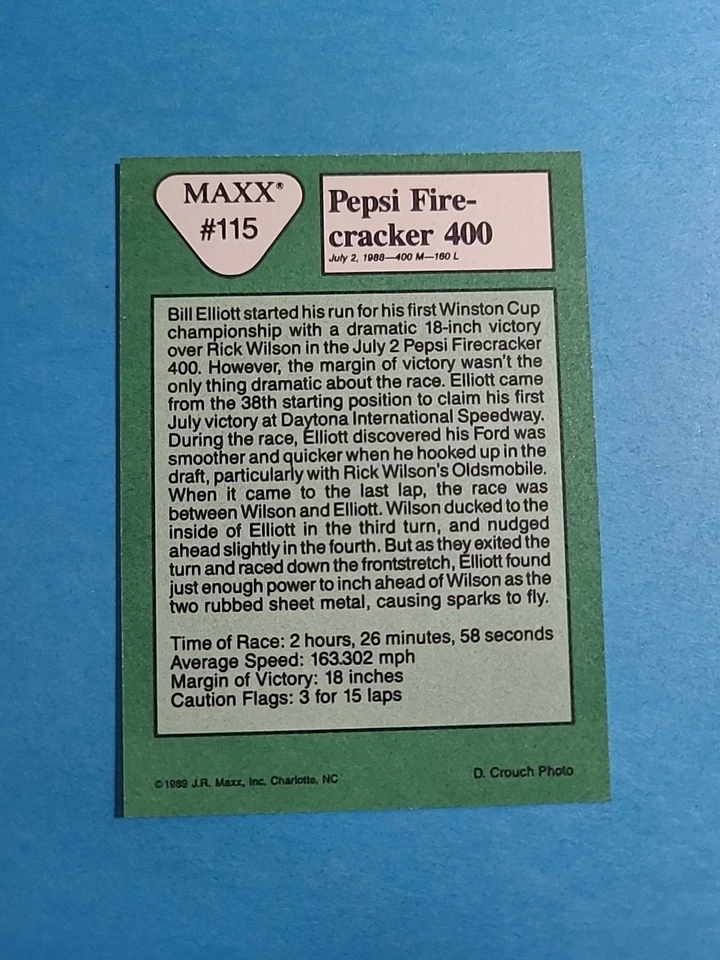 MAXX®
#115
Pepsi Fire-
cracker 400
July 2, 1988—400 M—160 L
Bill Elliott started his run for his first Winston Cup
championship with a dramatic 18-inch victory
over Rick Wilson in the July 2 Pepsi Firecracker
400. However, the margin of victory wasn't the
only thing dramatic about the race. Elliott came
from the 38th starting position to claim his first
July victory at Daytona International Speedway.
During the race, Elliott discovered his Ford was
smoother and quicker when he hooked up in the
draft, particularly with Rick Wilson's Oldsmobile.
When it came to the last lap, the race was
between Wilson and Elliott. Wilson ducked to the
inside of Elliott in the third turn, and nudged
ahead slightly in the fourth. But as they exited the
turn and raced down the frontstretch, Elliott found
just enough power to inch ahead of Wilson as the
two rubbed sheet metal, causing sparks to fly.
Time of Race: 2 hours, 26 minutes, 58 seconds
Average Speed: 163.302 mph
Margin of Victory: 18 inches
Caution Flags: 3 for 15 laps
©1989 J.R. Maxx, Inc. Charlotte, NC
D. Crouch Photo